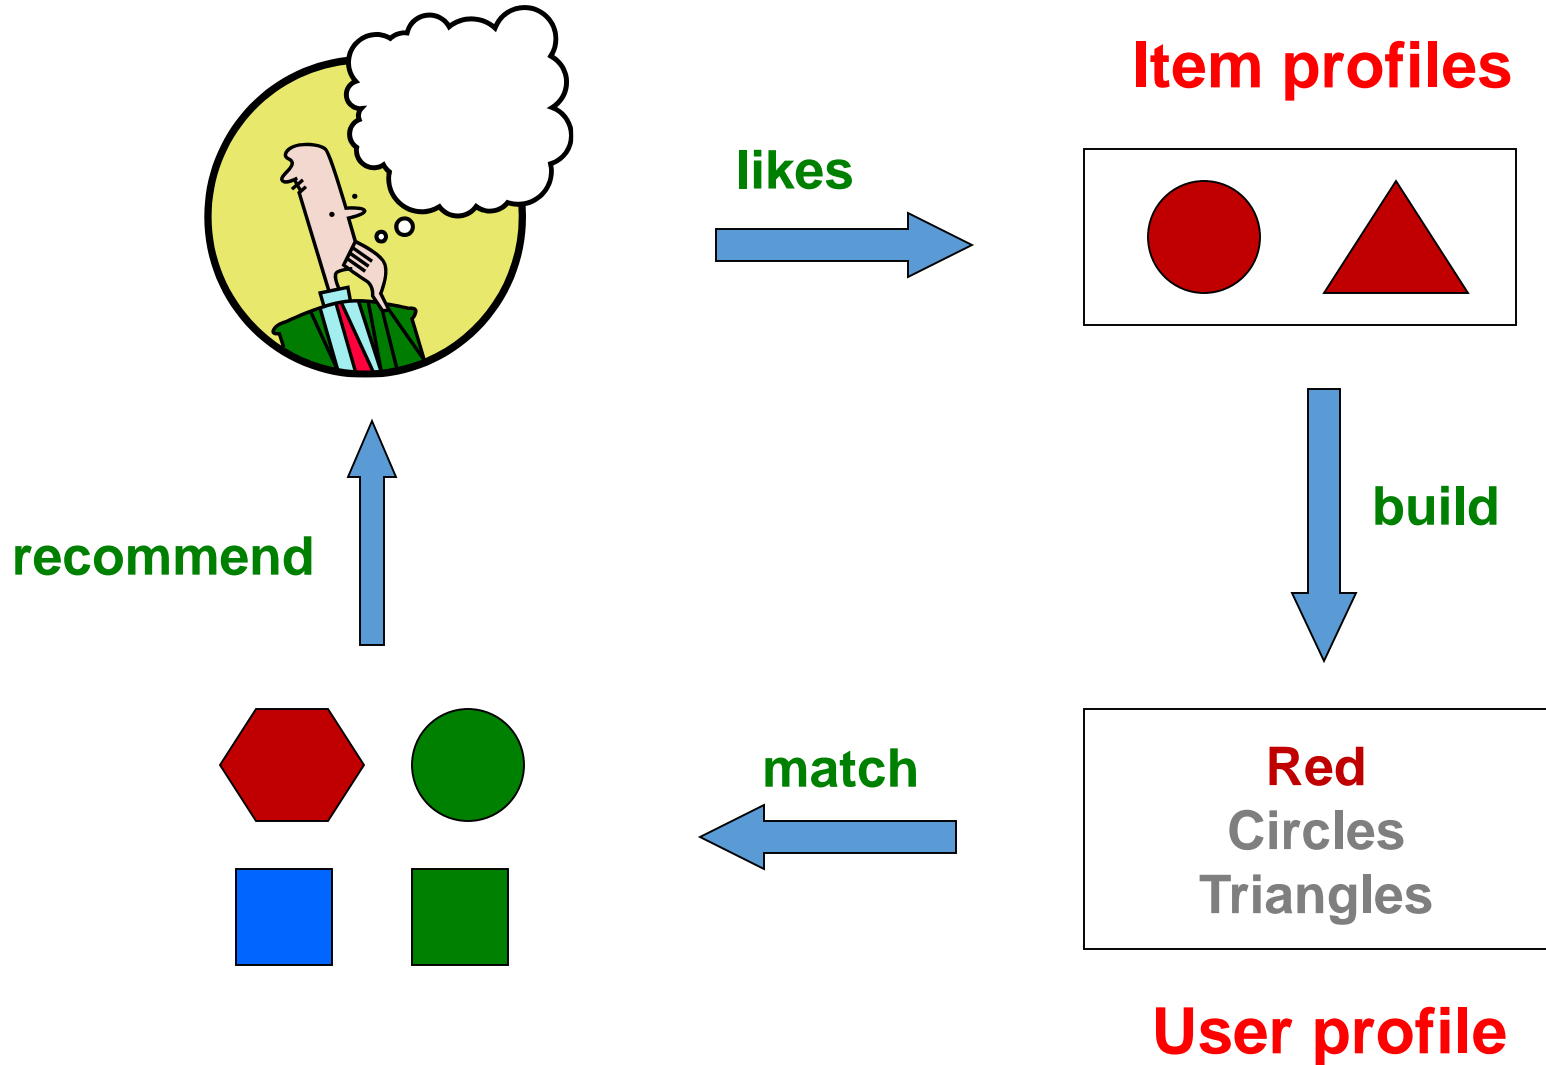 Item profiles
likes
build
recommend
match
Red
Circles
Triangles
User profile